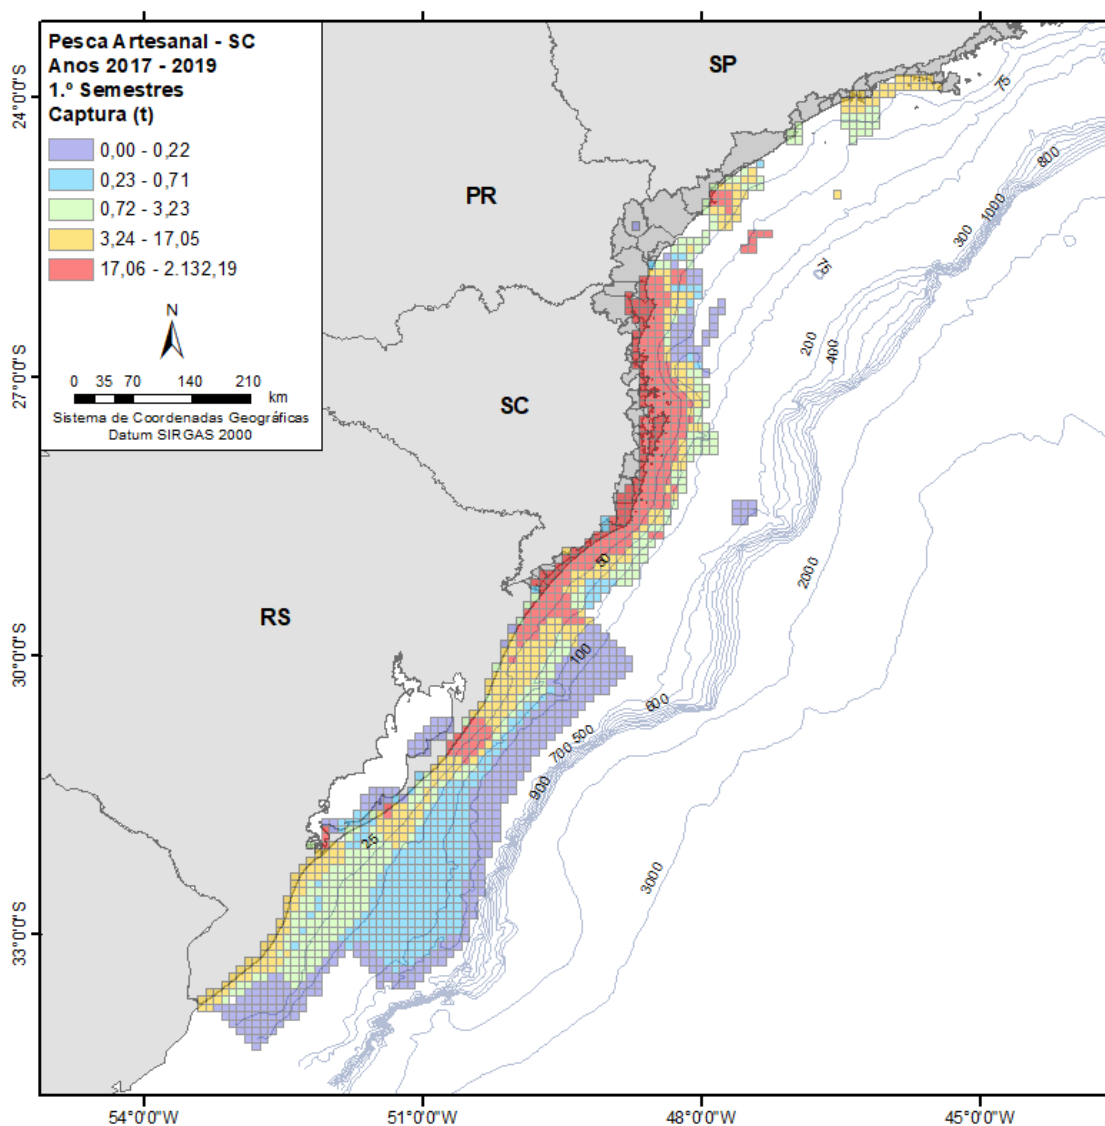 Pesca Artesanal - SC
Anos 2017 - 2019
1.º Semestres
Captura (t)
0,00 - 0,22
0,23 - 0,71
0,72 - 3,23
3,24 - 17,05
17,06 - 2.132,19
N
0 35 70 140 210
km
Sistema de Coordenadas Geográficas
Datum SIRGAS 2000
SP
PR
SC
RS
75
800
1000
300
75
200
400
50
2000
100
600
500
700
900
25
3000
24°0'0"S
27°0'0"S
30°0'0"S
33°0'0"S
54°0'0"W
51°0'0"W
48°0'0"W
45°0'0"W